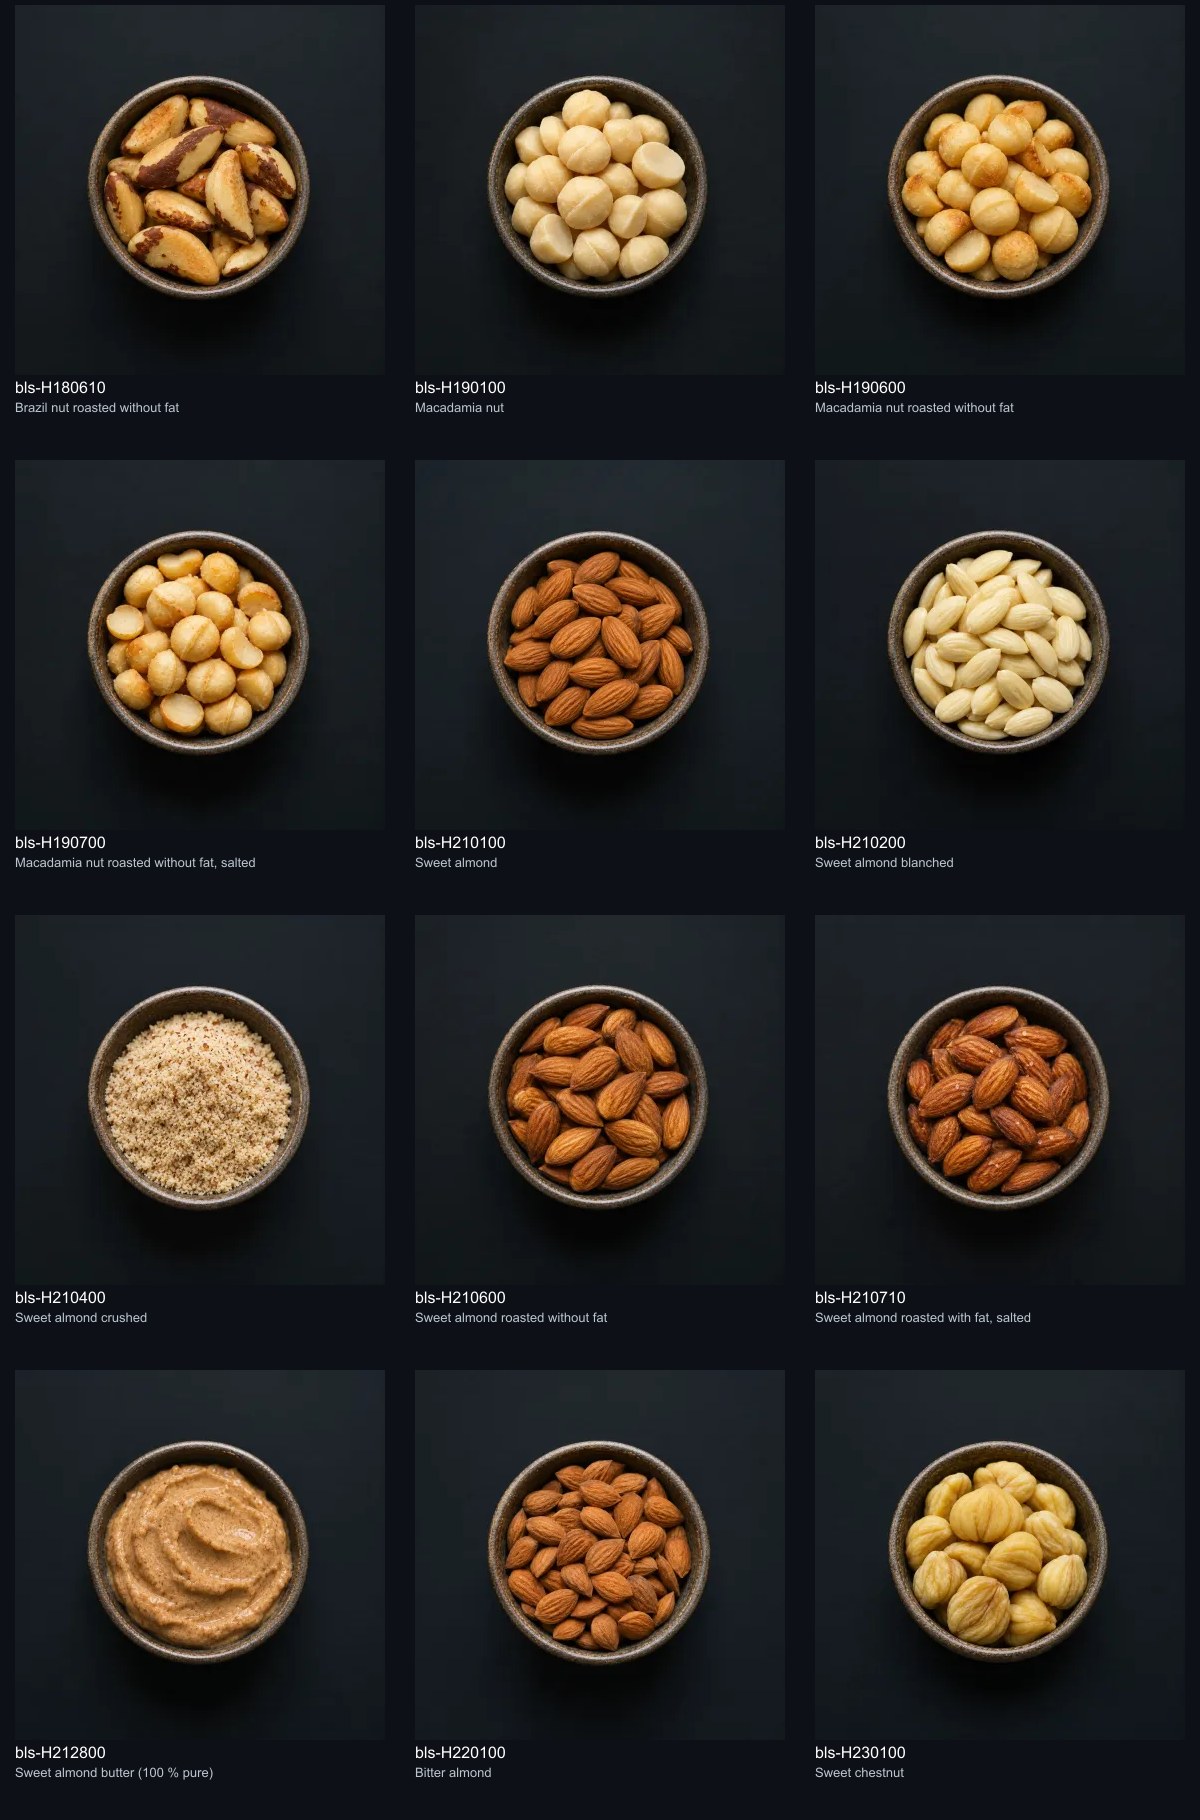 bls-H180610
Brazil nut roasted without fat
bls-H190100
Macadamia nut
bls-H190600
Macadamia nut roasted without fat
bls-H190700
Macadamia nut roasted without fat, salted
bls-H210100
Sweet almond
bls-H210200
Sweet almond blanched
bls-H210400
Sweet almond crushed
bls-H210600
Sweet almond roasted without fat
bls-H210710
Sweet almond roasted with fat, salted
bls-H212800
Sweet almond butter (100 % pure)
bls-H220100
Bitter almond
bls-H230100
Sweet chestnut